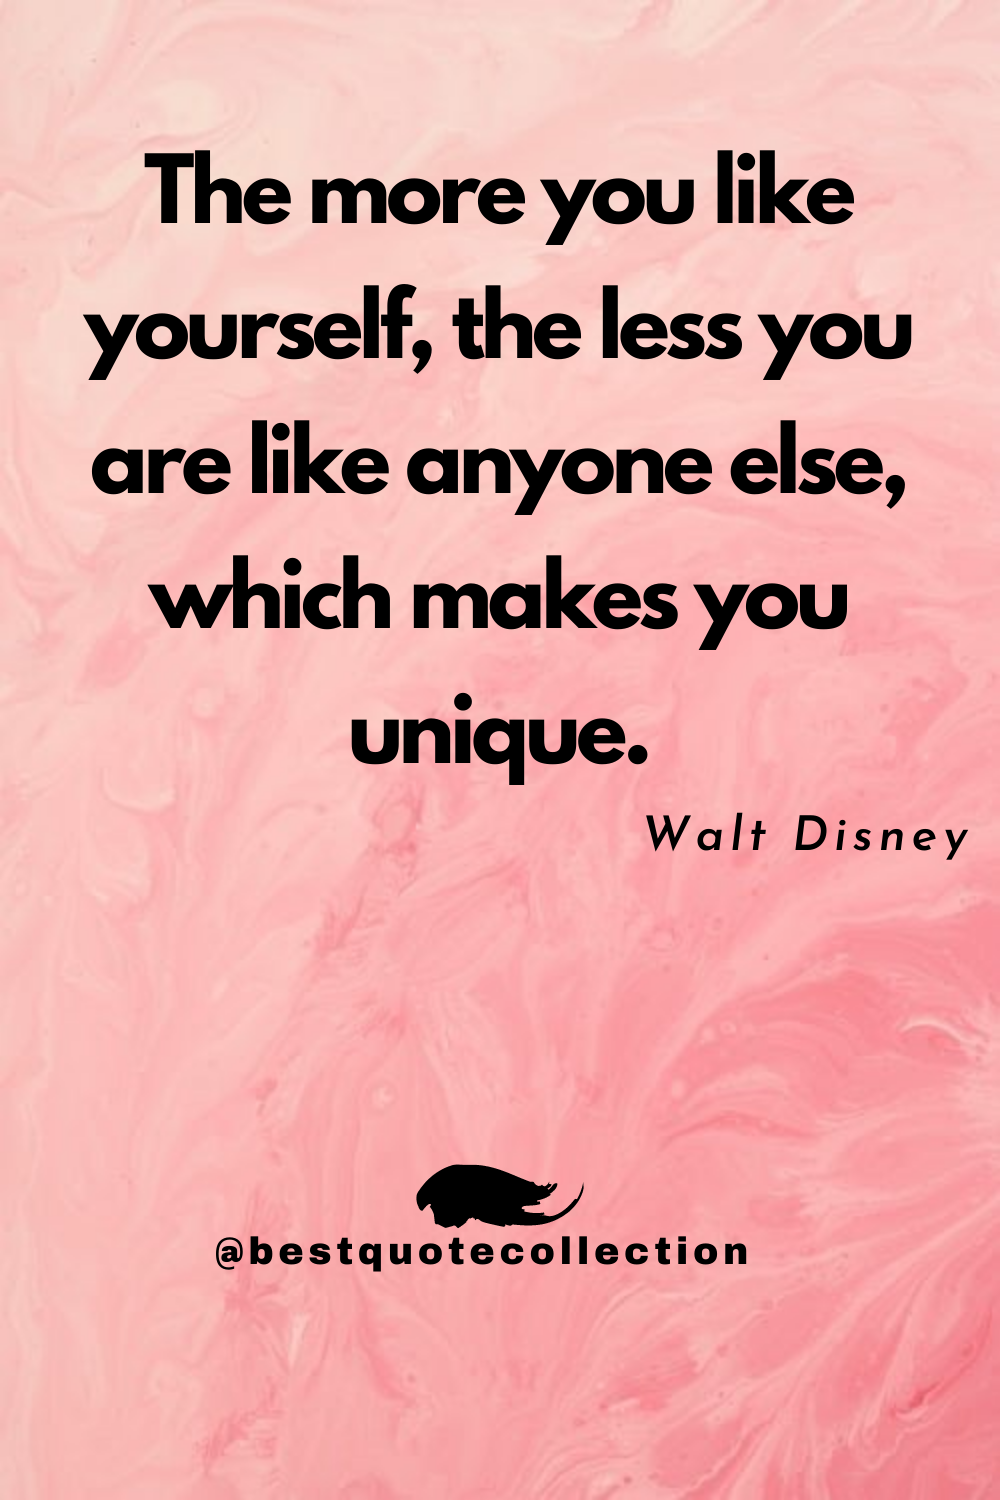 The more you like
yourself, the less you
are like anyone else,
which makes you
unique.
Walt Disney
@bestquotecollection